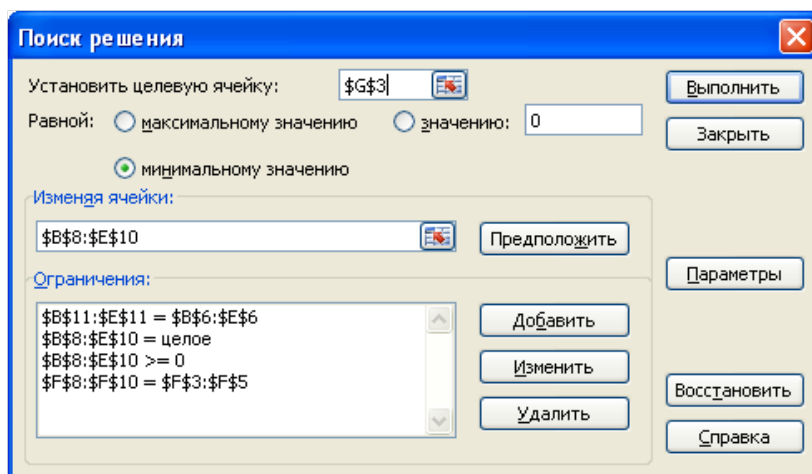 Поиск решения
Установить целевую ячейку: $G$3 Выполнить
Равной: максимальному значению значению: 0 Закрыть
минимальному значению
Изменяя ячейки:
$B$8:$E$10 Предположить
Ограничения: Параметры
$B$11:$E$11 = $B$6:$E$6 Добавить
$B$8:$E$10 = целое
$B$8:$E$10 >= 0 Изменить
$F$8:$F$10 = $F$3:$F$5
Восстановить
Удалить
Справка